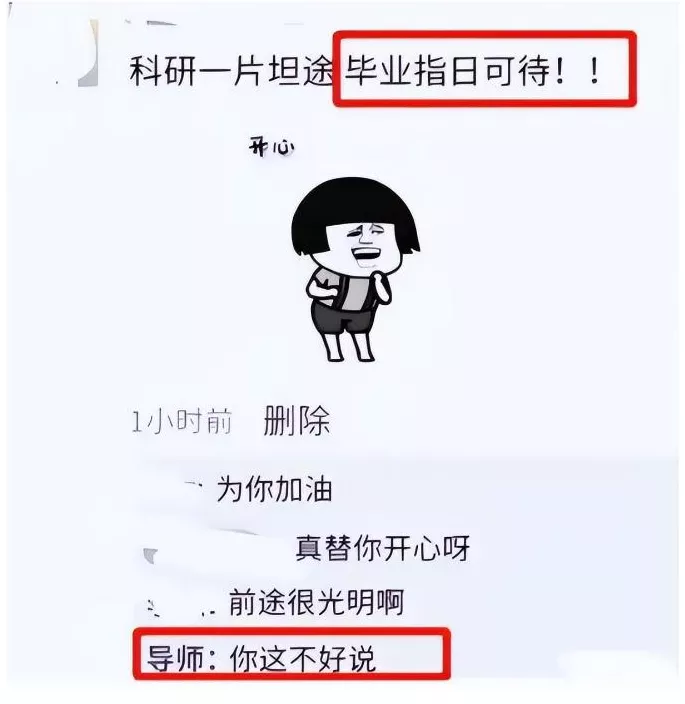 科研一片坦途 毕业指日可待！！
开心
1小时前 删除
为你加油
真替你开心呀
前途很光明啊
导师：你这不好说